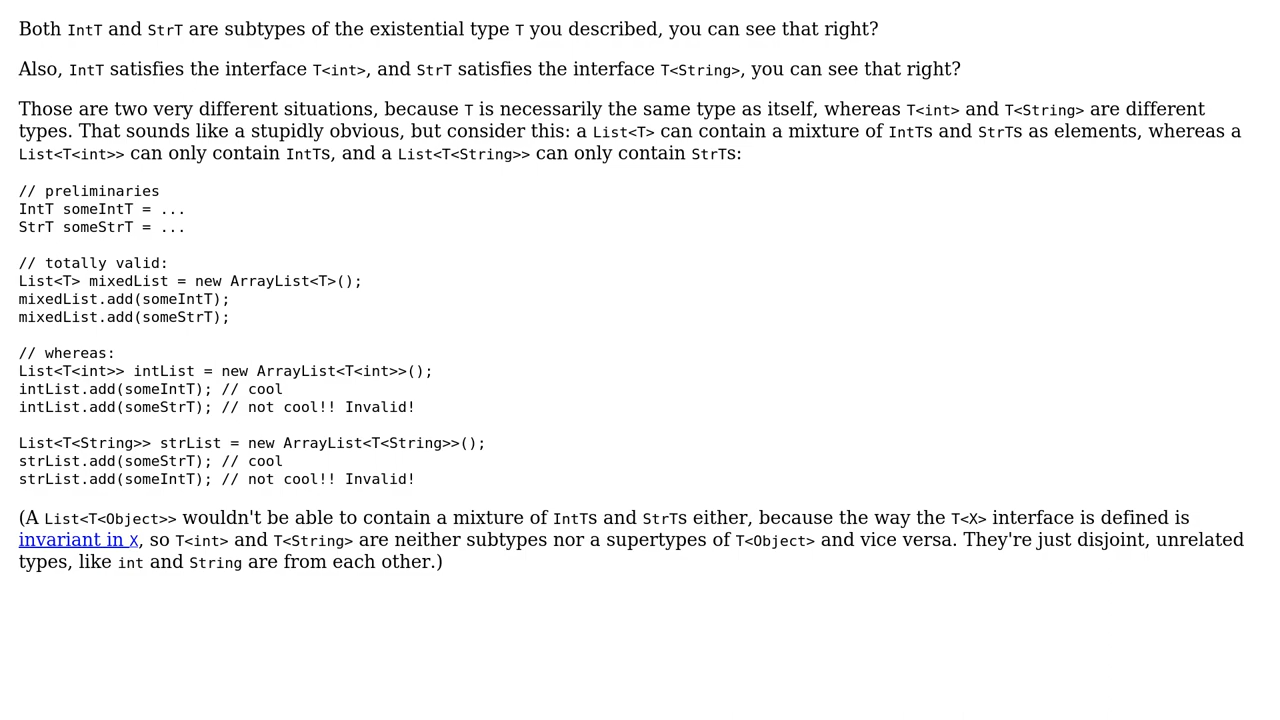 Both IntT and StrT are subtypes of the existential type T you described, you can see that right?
Also, IntT satisfies the interface T<int>, and StrT satisfies the interface T<String>, you can see that right?
Those are two very different situations, because T is necessarily the same type as itself, whereas T<int> and T<String> are different
types. That sounds like a stupidly obvious, but consider this: a List<T> can contain a mixture of IntTs and StrTs as elements, whereas a
List<T<int>> can only contain IntTs, and a List<T<String>> can only contain StrTs:
// preliminaries
IntT someIntT = ...
StrT someStrT = ...
// totally valid:
List<T> mixedList = new ArrayList<T>();
mixedList.add(someIntT);
mixedList.add(someStrT);
// whereas:
List<T<int>> intList = new ArrayList<T<int>>();
intList.add(someIntT); // cool
intList.add(someStrT); // not cool!! Invalid!
List<T<String>> strList = new ArrayList<T<String>>();
strList.add(someStrT); // cool
strList.add(someIntT); // not cool!! Invalid!
(A List<T<Object>> wouldn't be able to contain a mixture of IntTs and StrTs either, because the way the T<X> interface is defined is
invariant in X, so T<int> and T<String> are neither subtypes nor a supertypes of T<Object> and vice versa. They're just disjoint, unrelated
types, like int and String are from each other.)